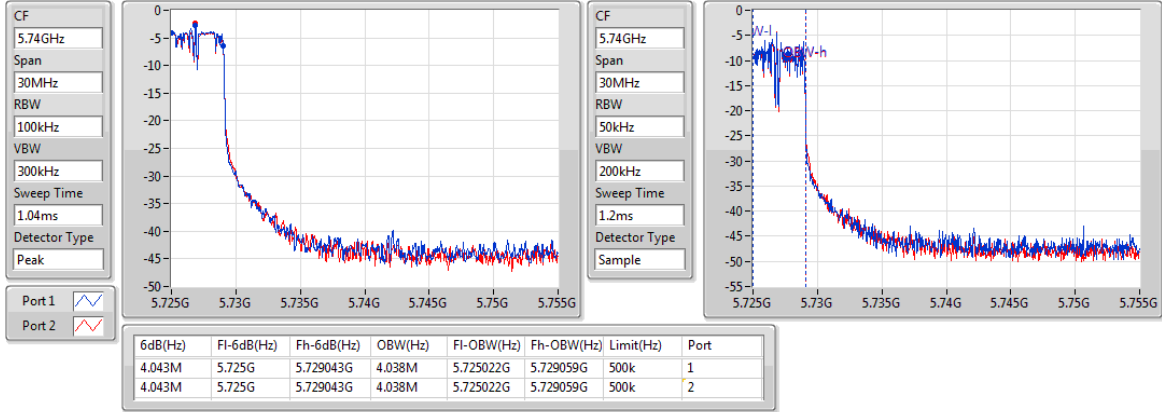 CF
5.74GHz
Span
30MHz
RBW
100kHz
VBW
300kHz
Sweep Time
1.04ms
Detector Type
Peak
Port 1
Port 2
0
-5
-10
-15
-20
-25
-30
-35
-40
-45
-50
5.725G 5.73G 5.735G 5.74G 5.745G 5.75G 5.755G
CF
5.74GHz
Span
30MHz
RBW
50kHz
VBW
200kHz
Sweep Time
1.2ms
Detector Type
Sample
0
-5
-10
-15
-20
-25
-30
-35
-40
-45
-50
-55
W-l
W-h
5.725G 5.73G 5.735G 5.74G 5.745G 5.75G 5.755G
6dB(Hz) Fl-6dB(Hz) Fh-6dB(Hz) OBW(Hz) Fl-OBW(Hz) Fh-OBW(Hz) Limit(Hz) Port
4.043M 5.725G 5.729043G 4.038M 5.725022G 5.729059G 500k 1
4.043M 5.725G 5.729043G 4.038M 5.725022G 5.729059G 500k 2